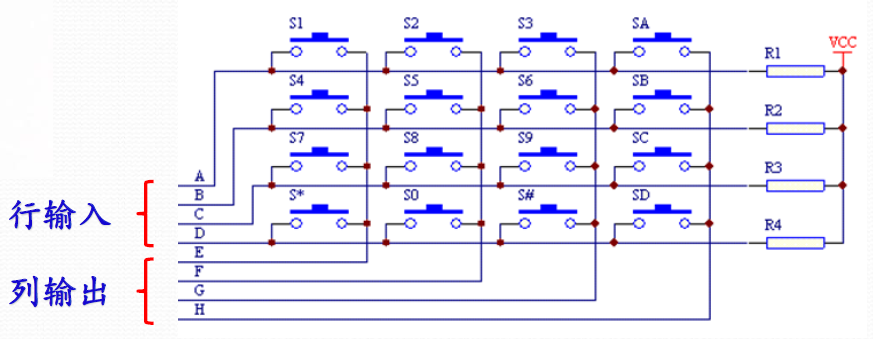 S1 S2 S3 SA
VCC
R1
S4 S5 S6 SB
R2
S7 S8 S9 SC
R3
A
B
S* S0 S# SD
C
R4
D
行输入
E
F
G
H
列输出